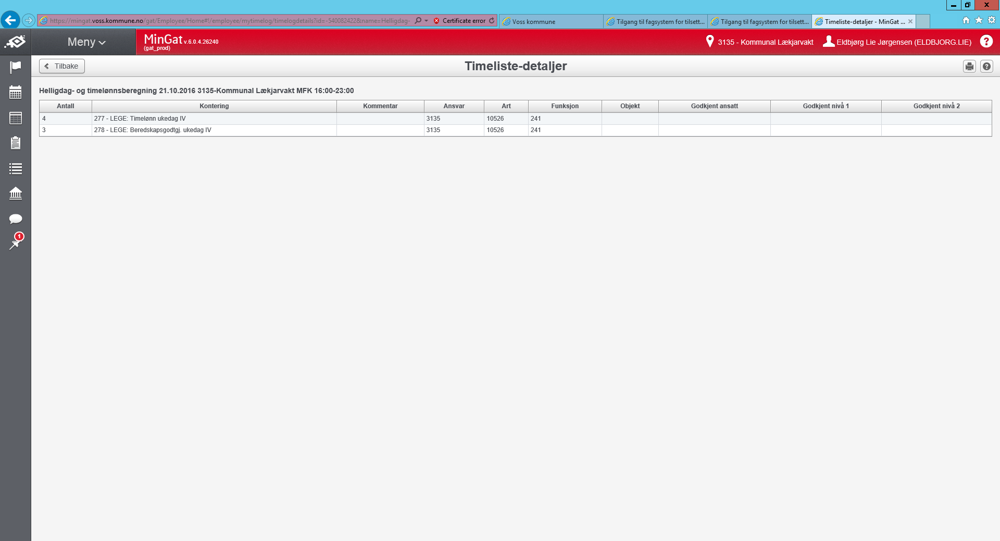 https://mingat.voss.kommune.no/gat/Employee/Home#!/employee/mytimelog/timelogdetails?id=-540082422&name=Helligdag- Certificate error Voss kommune Tilgang til fagsystem for tilsett... Tilgang til fagsystem for tilsett... Timeliste-detaljer - MinGat ...
Meny MinGat v.6.0.4.26240 3135 - Kommunal Lækjarvakt Eldbjørg Lie Jørgensen (ELDBJORG.LIE) ?
(gat_prod)
Tilbake Timeliste-detaljer ?
Helligdag- og timelønnsberegning 21.10.2016 3135-Kommunal Lækjarvakt MFK 16:00-23:00
Antall Kontering Kommentar Ansvar Art Funksjon Objekt Godkjent ansatt Godkjent nivå 1 Godkjent nivå 2
4 277 - LEGE: Timelønn ukedag IV 3135 10526 241
3 278 - LEGE: Beredskapsgodtgj. ukedag IV 3135 10526 241
1